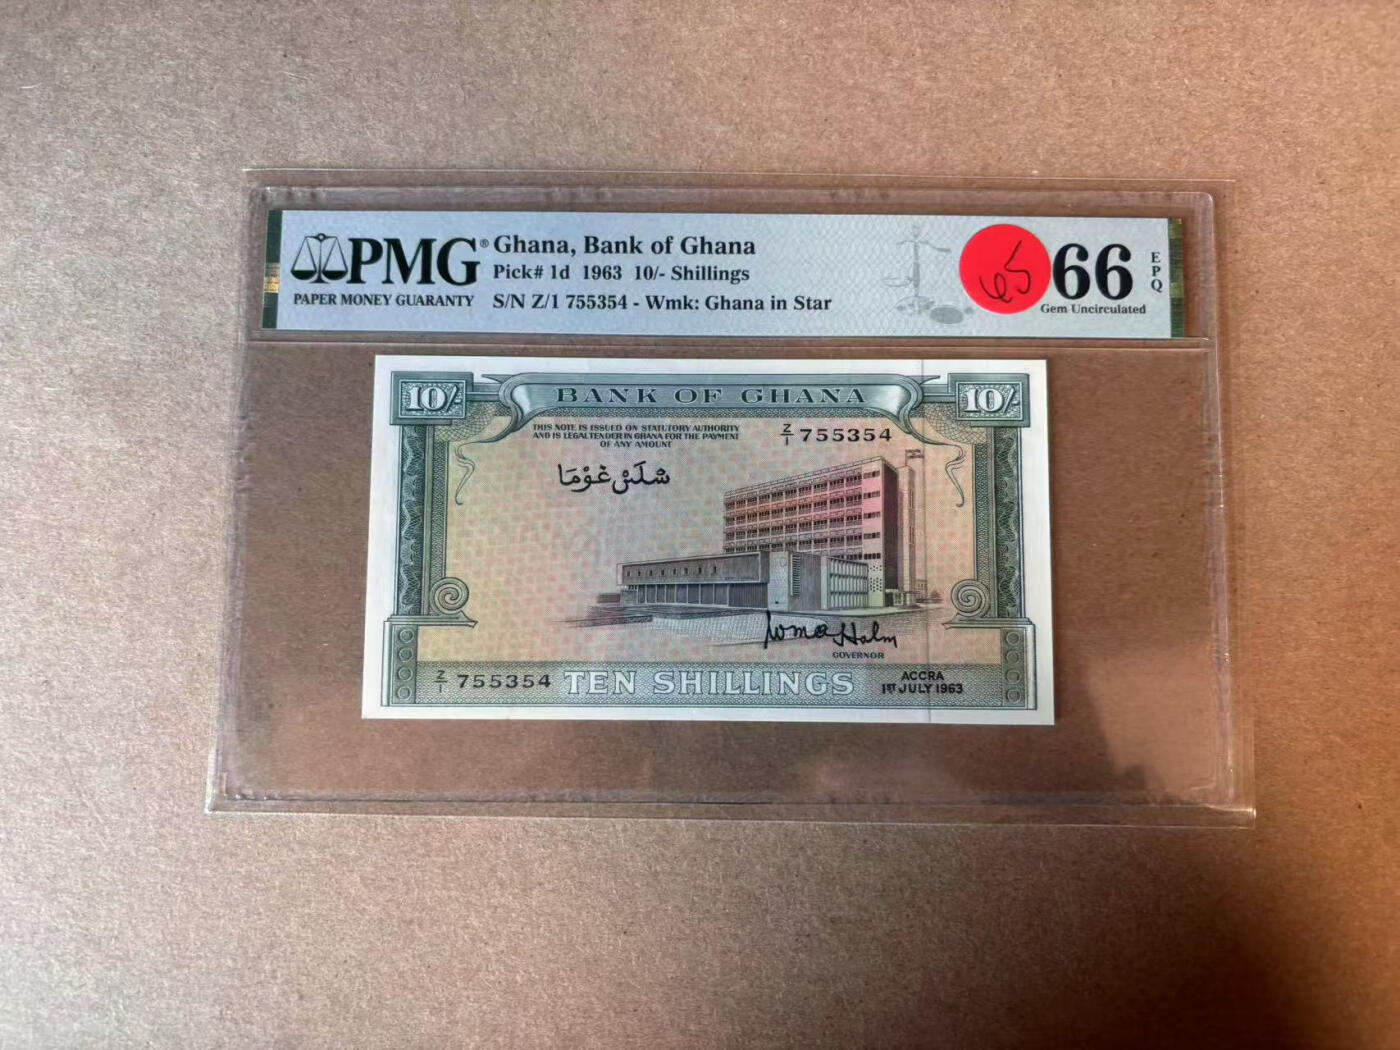 PMG®
PAPER MONEY GUARANTY
Ghana, Bank of Ghana
Pick# 1d 1963 10/- Shillings
S/N Z/1 755354 - Wmk: Ghana in Star
65
66
EPQ
Gem Uncirculated
10/-
BANK OF GHANA
10/-
THIS NOTE IS ISSUED ON STATUTORY AUTHORITY
AND IS LEGAL TENDER IN GHANA FOR THE PAYMENT
OF ANY AMOUNT
Z/1 755354
شُلَسْ غُوْمَا
GOVERNOR
Z/1 755354
TEN SHILLINGS
ACCRA
1ST JULY 1963